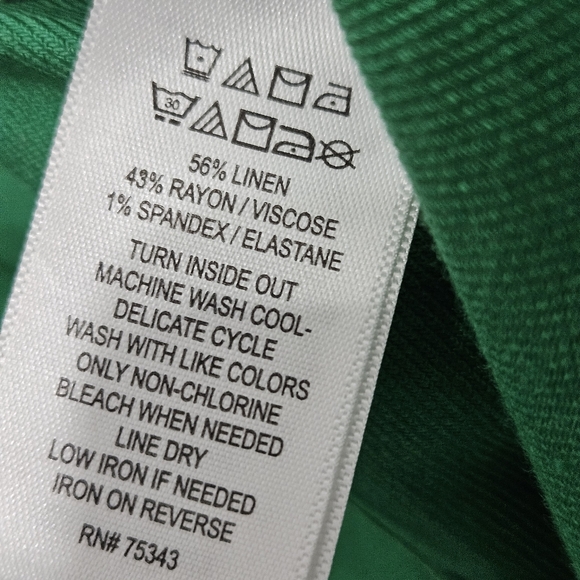 30
56% LINEN
43% RAYON / VISCOSE
1% SPANDEX / ELASTANE
TURN INSIDE OUT
MACHINE WASH COOL-
DELICATE CYCLE
WASH WITH LIKE COLORS
ONLY NON-CHLORINE
BLEACH WHEN NEEDED
LINE DRY
LOW IRON IF NEEDED
IRON ON REVERSE
RN# 75343